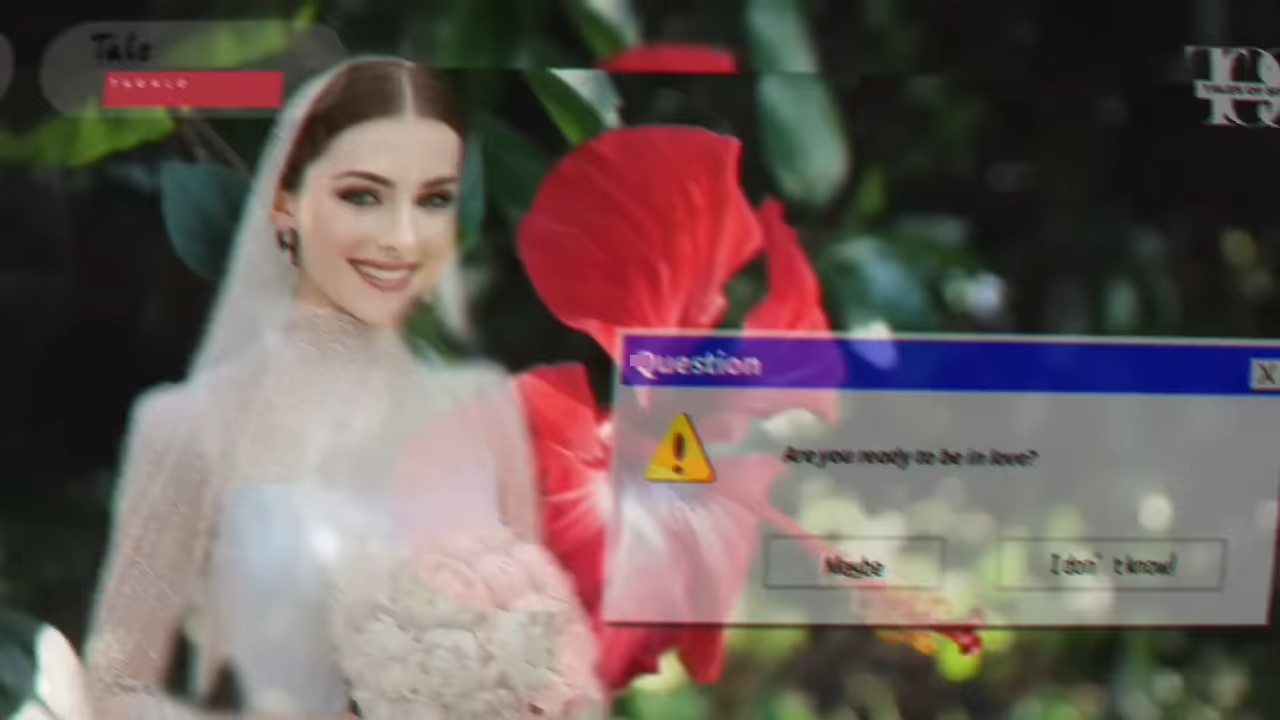 Tale
Question
X
Are you ready to be in love?
Maybe
I don't know!